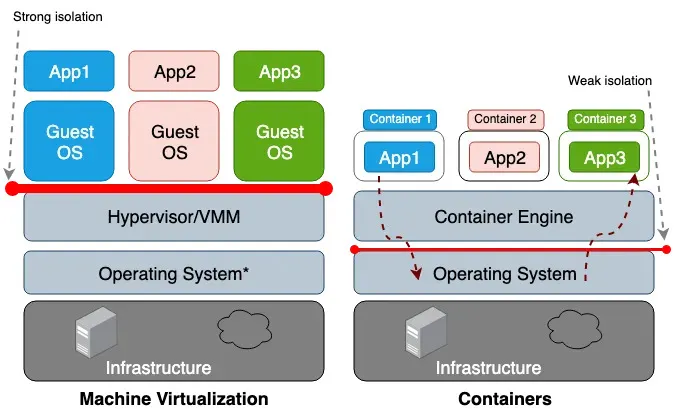 Strong isolation
App1
App2
App3
Guest
OS
Guest
OS
Guest
OS
Hypervisor/VMM
Operating System*
Infrastructure
Machine Virtualization
Weak isolation
Container 1
Container 2
Container 3
App1
App2
App3
Container Engine
Operating System
Infrastructure
Containers